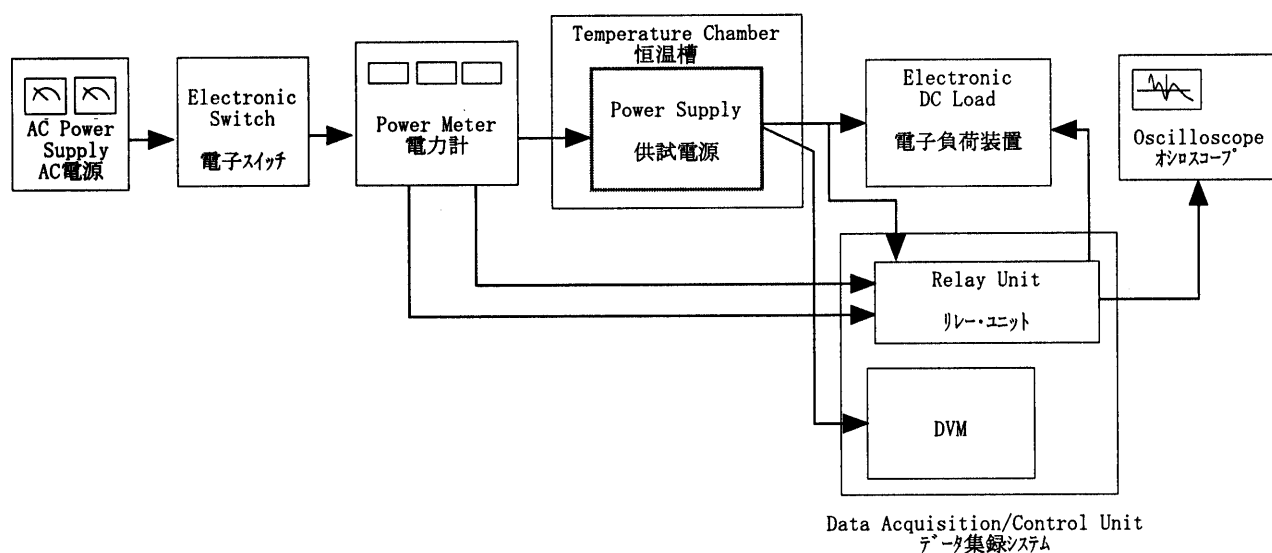 AC Power
Supply
AC電源
Electronic
Switch
電子スイッチ
Power Meter
電力計
Temperature Chamber
恒温槽
Power Supply
供試電源
Electronic
DC Load
電子負荷装置
Oscilloscope
オシロスコープ
Relay Unit
リレー・ユニット
DVM
Data Acquisition/Control Unit
データ集録システム